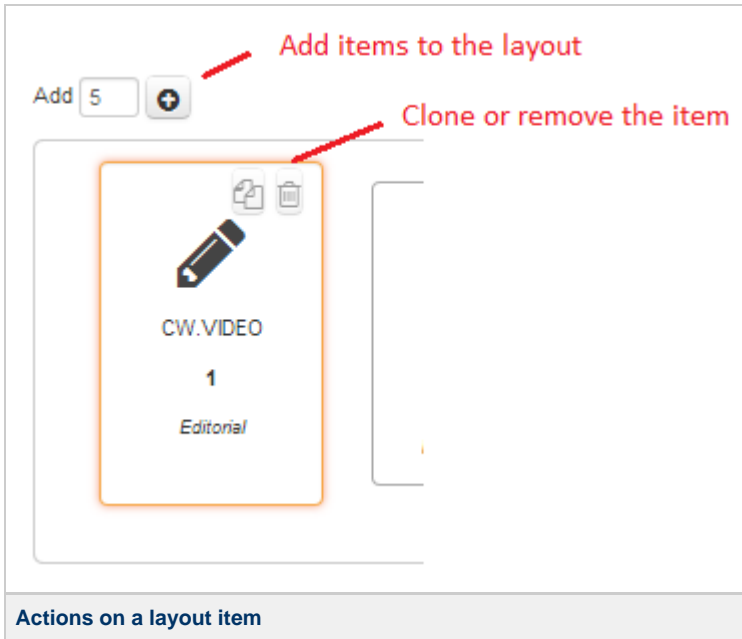 Add items to the layout
Add 5
Clone or remove the item
CW.VIDEO
1
Editorial
Actions on a layout item